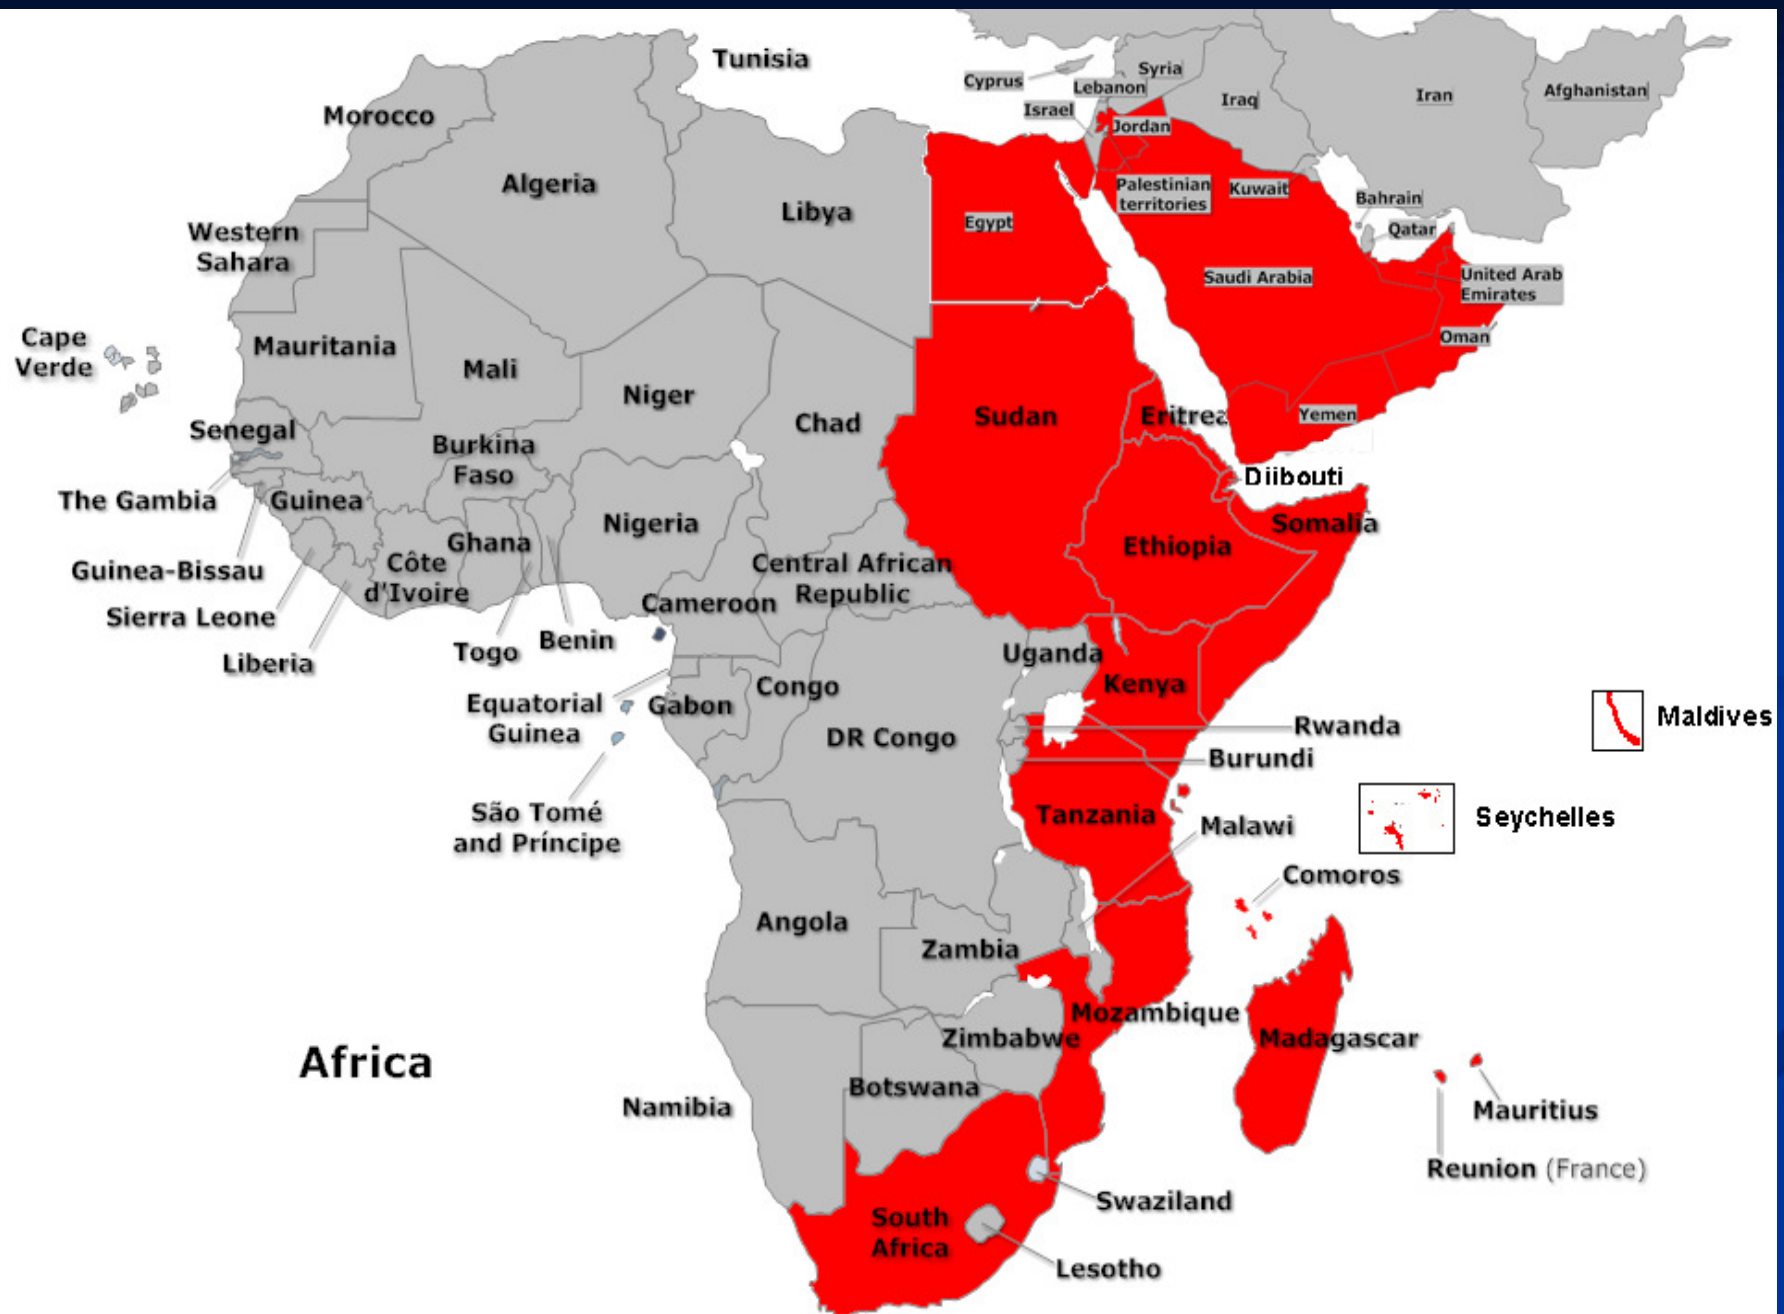 Tunisia
Morocco
Algeria
Libya
Western
Sahara
Cape
Verde
Mauritania
Mali
Niger
Chad
Sudan
Eritrea
Senegal
Burkina
Faso
The Gambia
Guinea
Nigeria
Diibouti
Somalia
Ethiopia
Ghana
Côte
d'Ivoire
Guinea-Bissau
Sierra Leone
Liberia
Togo
Benin
Cameroon
Central African
Republic
Equatorial
Guinea
Gabon
Congo
DR Congo
Uganda
Kenya
Rwanda
Burundi
São Tomé
and Príncipe
Tanzania
Malawi
Comoros
Seychelles
Maldives
Angola
Zambia
Mozambique
Madagascar
Zimbabwe
Botswana
Namibia
Africa
Mauritius
Reunion (France)
Swaziland
South
Africa
Lesotho
Cyprus
Syria
Lebanon
Israel
Iraq
Iran
Afghanistan
Jordan
Palestinian
territories
Kuwait
Bahrain
Qatar
Egypt
Saudi Arabia
United Arab
Emirates
Oman
Yemen